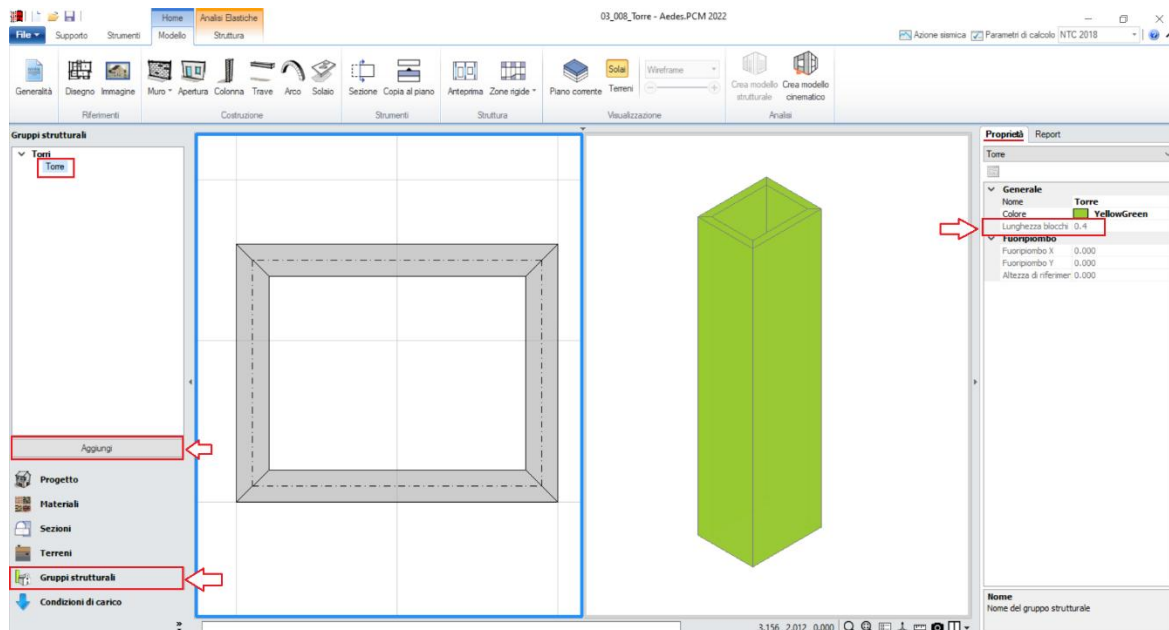 03_008_Torre - Aedes.PCM 2022
Home Analisi Elastiche
File Supporto Strumenti Modello Struttura
Azione sismica Parametri di calcolo NTC 2018
Generalità Disegno Immagine Muro Apertura Colonna Trave Arco Solaio Sezione Copia al piano Anteprima Zone rigide Piano corrente Solai Terreni Wireframe Crea modello strutturale Crea modello cinematico
Riferimenti Costruzione Strumenti Struttura Visualizzazione Analisi
Gruppi strutturali
Torri
Torre
Aggiungi
Progetto
Materiali
Sezioni
Terreni
Gruppi strutturali
Condizioni di carico
3.156 2.012 0.000
Proprietà Report
Torre
Generale
Nome Torre
Colore YellowGreen
Lunghezza blocchi 0.4
Fuoripiombo
Fuoripiombo X 0.000
Fuoripiombo Y 0.000
Altezza di riferimer 0.000
Nome
Nome del gruppo strutturale